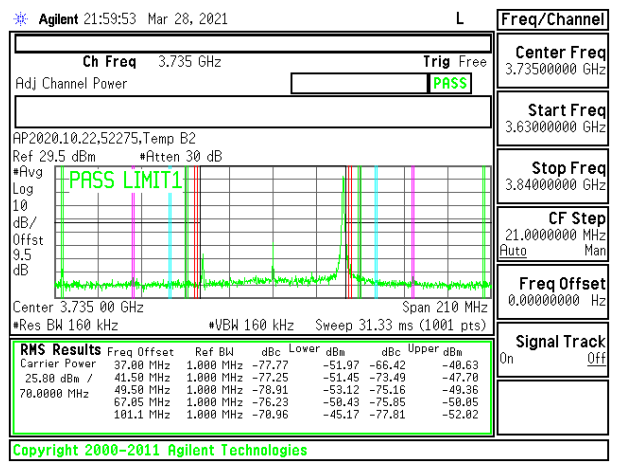 Agilent 21:59:53 Mar 28, 2021 L
Freq/Channel
Ch Freq 3.735 GHz Trig Free
Adj Channel Power PASS
Center Freq
3.73500000 GHz
Start Freq
3.63000000 GHz
Stop Freq
3.84000000 GHz
CF Step
21.0000000 MHz
Auto Man
Freq Offset
0.00000000 Hz
Signal Track
On Off
AP2020.10.22,52275,Temp B2
Ref 29.5 dBm #Atten 30 dB
#Avg
Log
10
dB/
Offst
9.5
dB
PASS LIMIT1
Center 3.735 00 GHz Span 210 MHz
#Res BW 160 kHz #VBW 160 kHz Sweep 31.33 ms (1001 pts)
RMS Results Freq Offset Ref BW dBc Lower dBm dBc Upper dBm
Carrier Power 37.00 MHz 1.000 MHz -77.77 -51.97 -66.42 -40.63
25.80 dBm / 41.50 MHz 1.000 MHz -77.25 -51.45 -73.49 -47.70
70.0000 MHz 49.50 MHz 1.000 MHz -78.91 -53.12 -75.16 -49.36
67.05 MHz 1.000 MHz -76.23 -50.43 -75.85 -50.05
101.1 MHz 1.000 MHz -70.96 -45.17 -77.81 -52.02
Copyright 2000-2011 Agilent Technologies